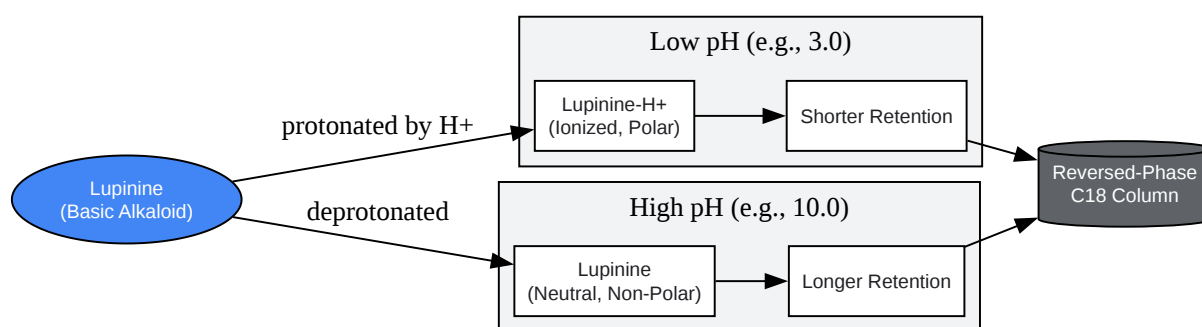 Low pH (e.g., 3.0)
Lupinine-H+
(Ionized, Polar)
Shorter Retention
protonated by H+
Lupinine
(Basic Alkaloid)
deprotonated
High pH (e.g., 10.0)
Lupinine
(Neutral, Non-Polar)
Longer Retention
Reversed-Phase
C18 Column